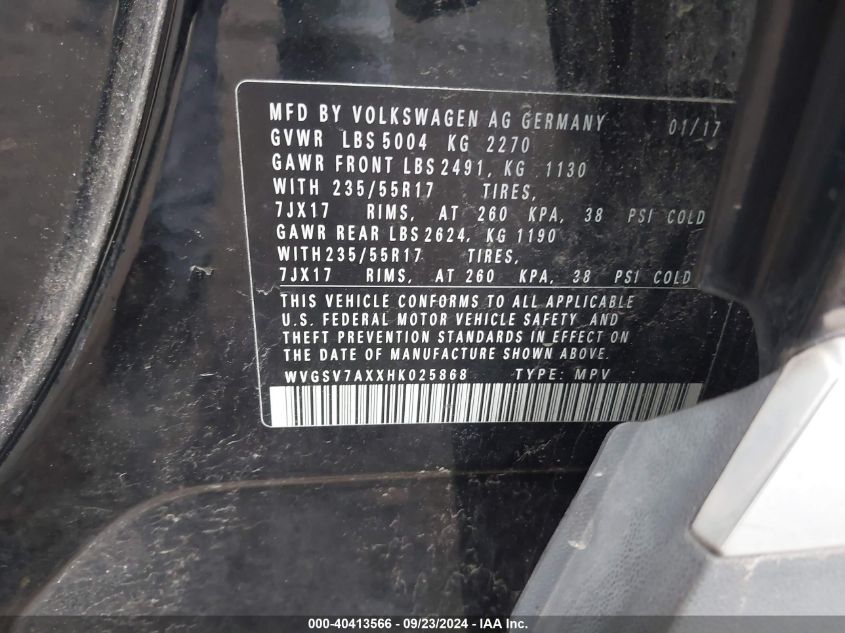 MFD BY VOLKSWAGEN AG GERMANY 01/17
GVWR LBS 5004 KG 2270
GAWR FRONT LBS 2491, KG 1130
WITH 235/55R17 TIRES,
7JX17 RIMS, AT 260 KPA, 38 PSI COLD
GAWR REAR LBS 2624, KG 1190
WITH 235/55R17 TIRES,
7JX17 RIMS, AT 260 KPA, 38 PSI COLD
THIS VEHICLE CONFORMS TO ALL APPLICABLE
U.S. FEDERAL MOTOR VEHICLE SAFETY AND
THEFT PREVENTION STANDARDS IN EFFECT ON
THE DATE OF MANUFACTURE SHOWN ABOVE.
WVGSV7AXXHK025868 TYPE: MPV
000-40413566 - 09/23/2024 - IAA Inc.